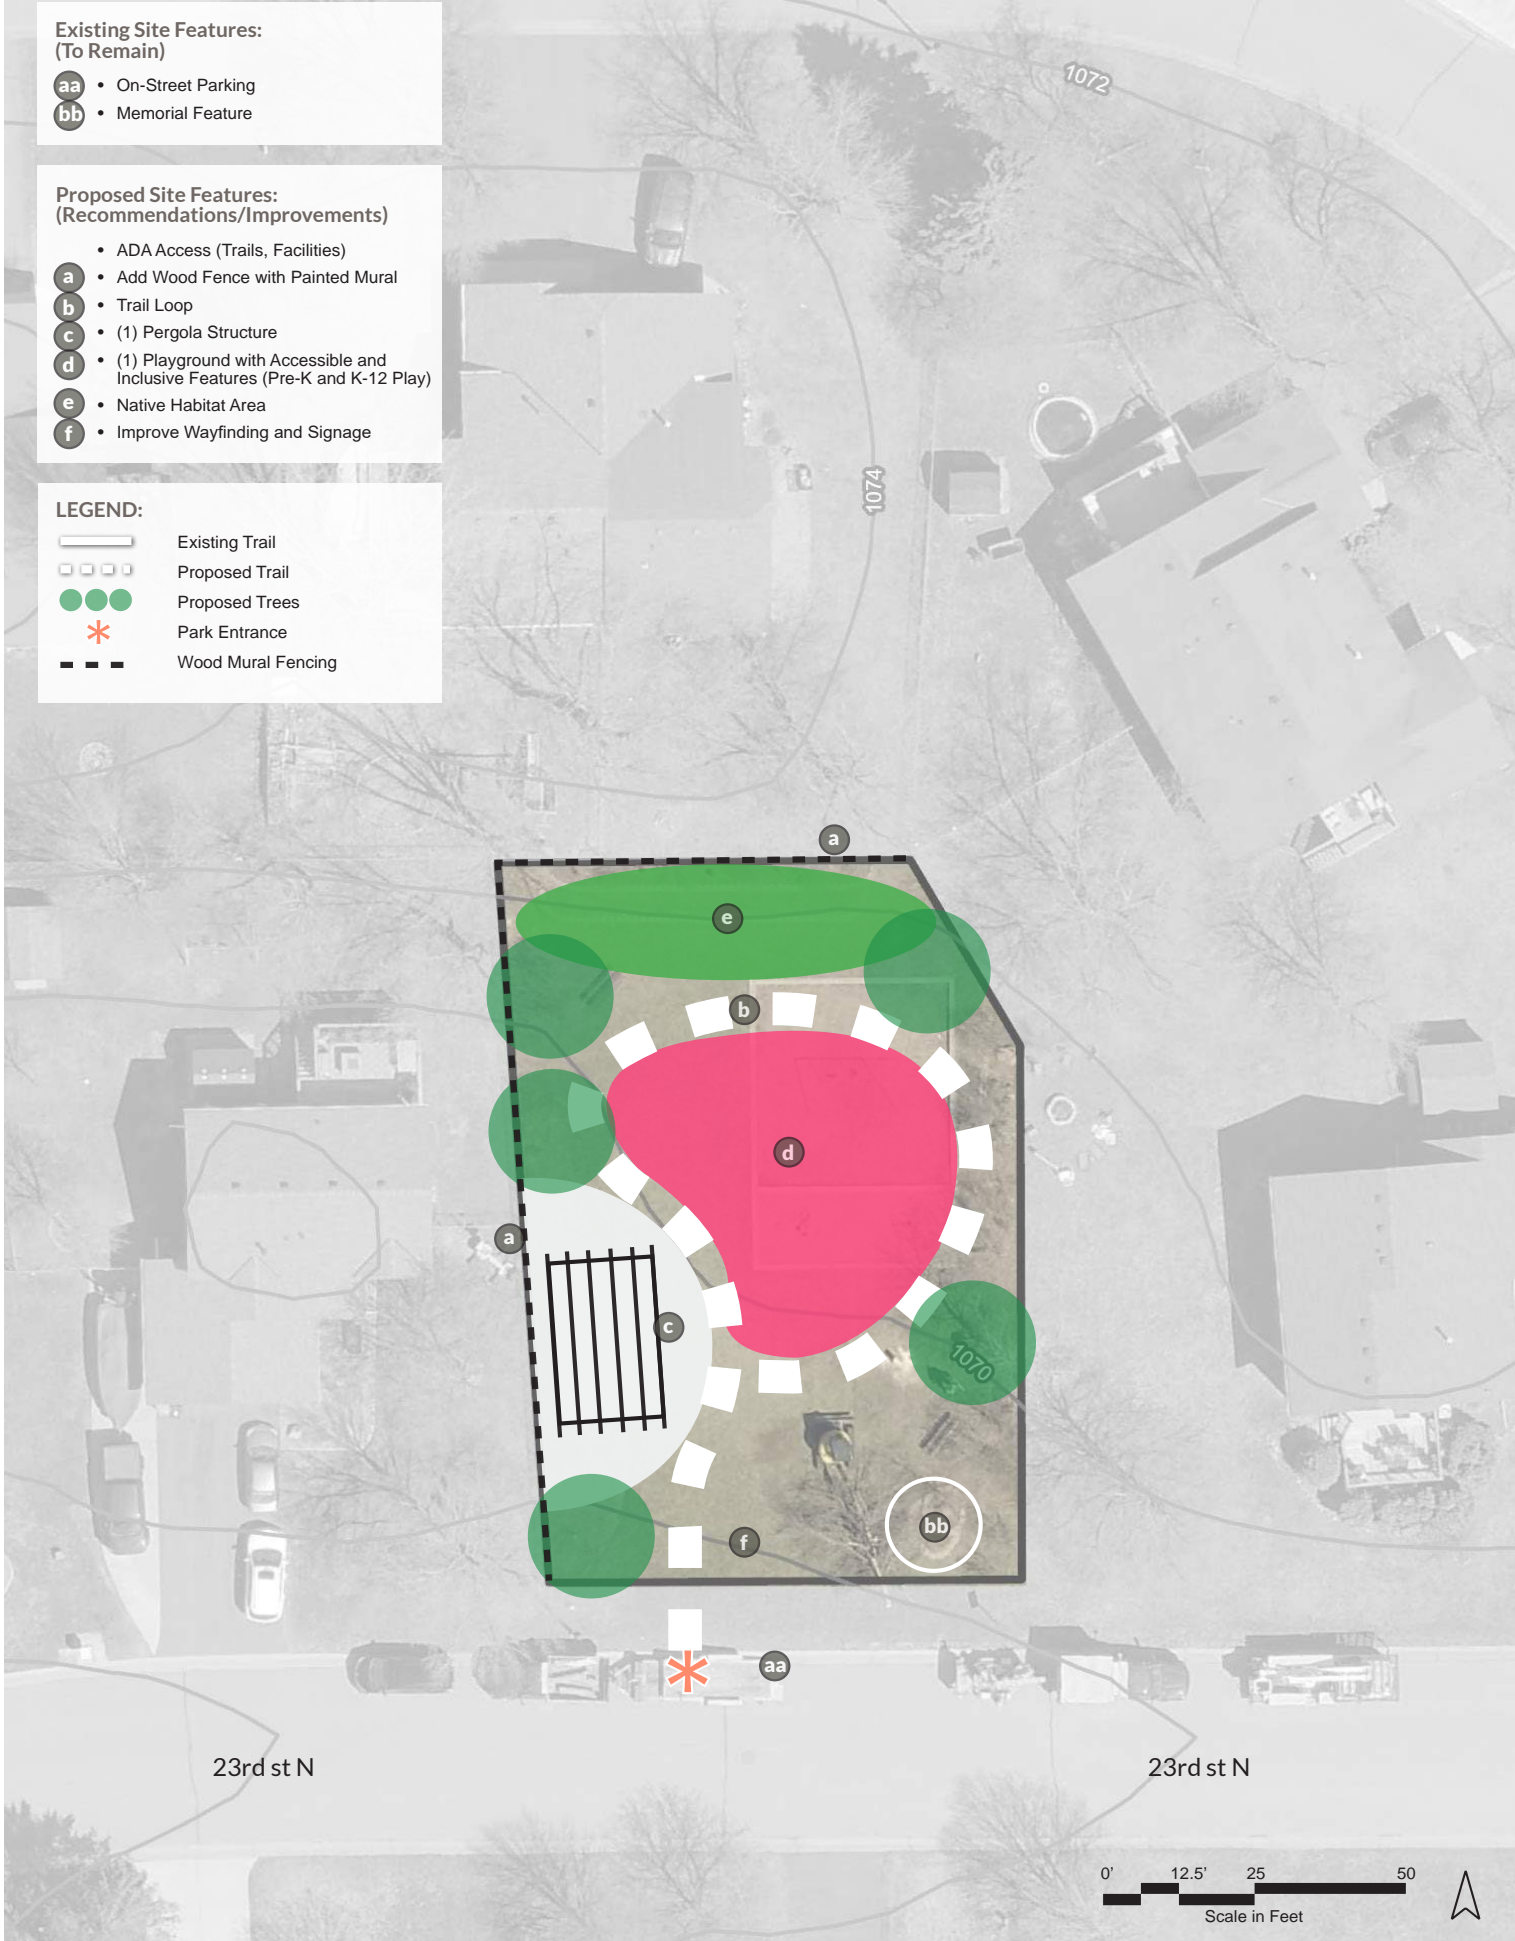 Existing Site Features:
(To Remain)
aa • On-Street Parking
bb • Memorial Feature
Proposed Site Features:
(Recommendations/Improvements)
• ADA Access (Trails, Facilities)
a • Add Wood Fence with Painted Mural
b • Trail Loop
c • (1) Pergola Structure
d • (1) Playground with Accessible and
Inclusive Features (Pre-K and K-12 Play)
e • Native Habitat Area
f • Improve Wayfinding and Signage
LEGEND:
Existing Trail
Proposed Trail
Proposed Trees
Park Entrance
Wood Mural Fencing
1072
1074
a
e
b
d
a
c
1070
bb
f
aa
23rd st N
23rd st N
0' 12.5' 25 50
Scale in Feet